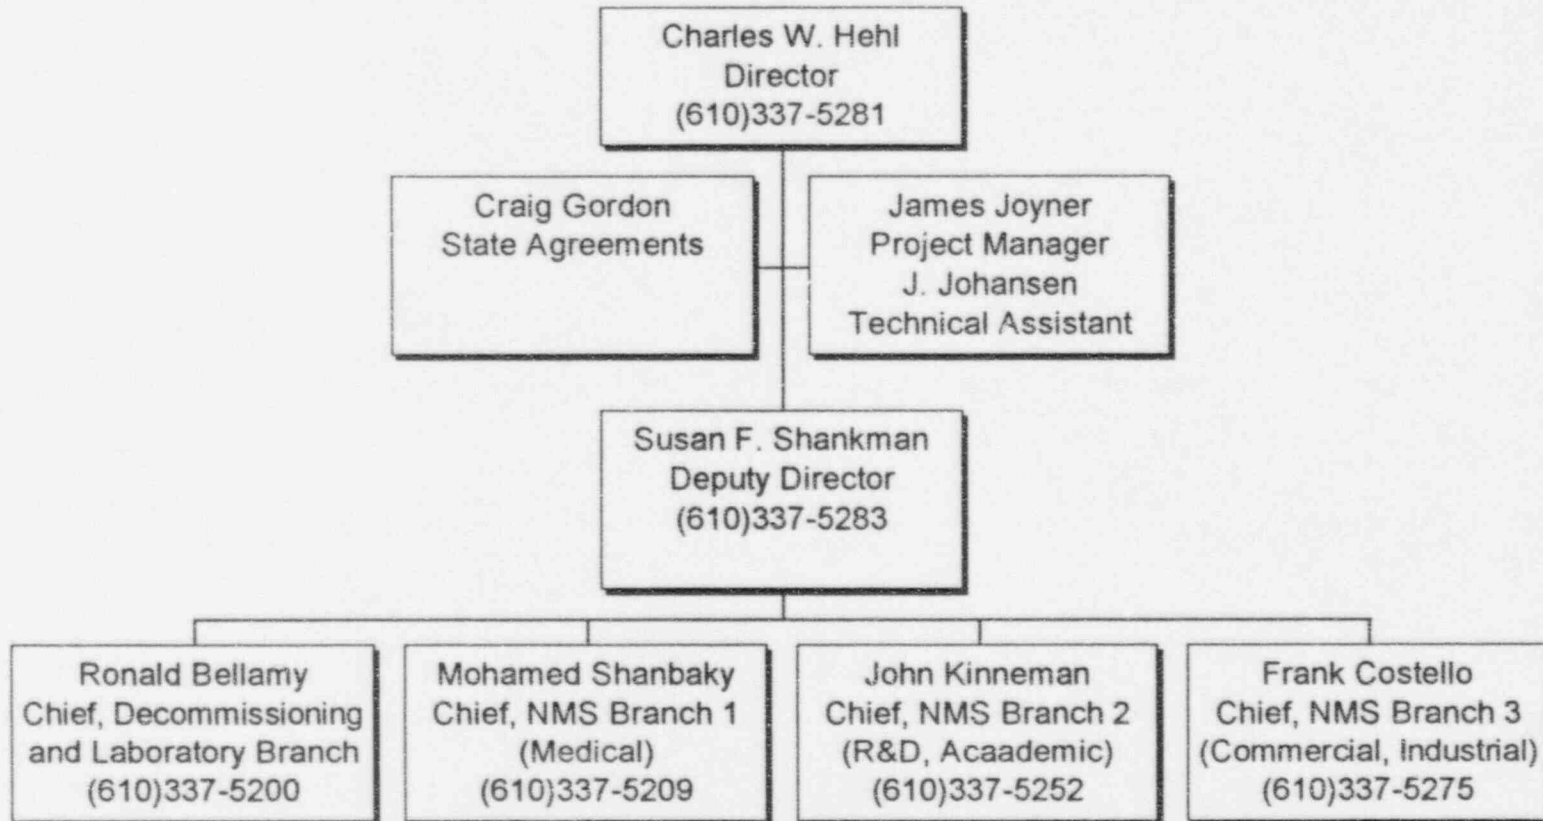 Charles W. Hehl
Director
(610)337-5281
Craig Gordon
State Agreements
James Joyner
Project Manager
J. Johansen
Technical Assistant
Susan F. Shankman
Deputy Director
(610)337-5283
Ronald Bellamy
Chief, Decommissioning
and Laboratory Branch
(610)337-5200
Mohamed Shanbaky
Chief, NMS Branch 1
(Medical)
(610)337-5209
John Kinneman
Chief, NMS Branch 2
(R&D, Acaademic)
(610)337-5252
Frank Costello
Chief, NMS Branch 3
(Commercial, Industrial)
(610)337-5275